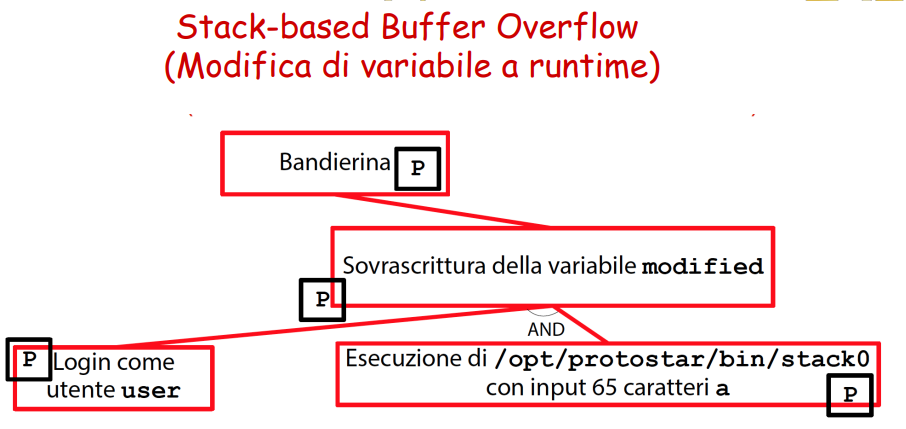 Stack-based Buffer Overflow
(Modifica di variabile a runtime)
Bandierina P
Sovrascrittura della variabile modified
P
AND
P Login come
utente user
Esecuzione di /opt/protostar/bin/stack0
con input 65 caratteri a
P